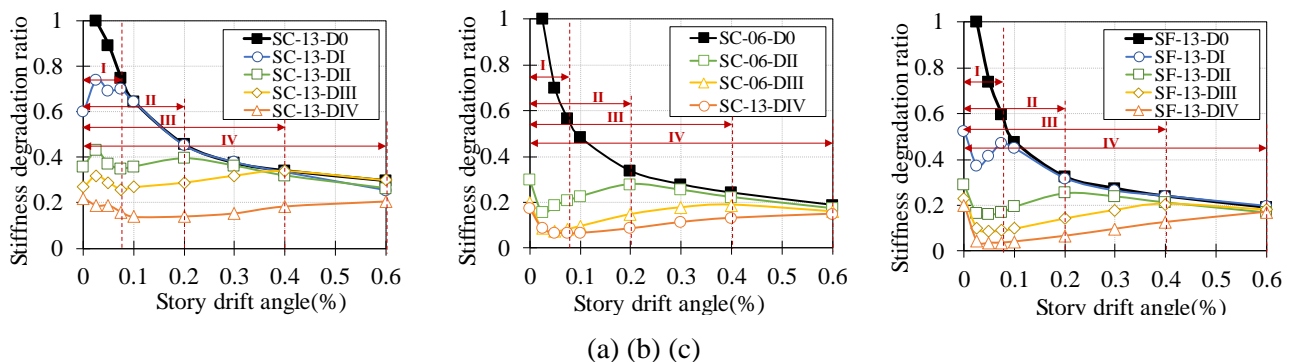 Stiffness degradation ratio
1
0.8
0.6
0.4
0.2
0
0 0.1 0.2 0.3 0.4 0.5 0.6
Story drift angle(%)
SC-13-D0
SC-13-DI
SC-13-DII
SC-13-DIII
SC-13-DIV
I
II
III
IV
Stiffness degradation ratio
1
0.8
0.6
0.4
0.2
0
0 0.1 0.2 0.3 0.4 0.5 0.6
Story drift angle(%)
SC-06-D0
SC-06-DII
SC-06-DIII
SC-13-DIV
I
II
III
IV
Stiffness degradation ratio
1
0.8
0.6
0.4
0.2
0
0 0.1 0.2 0.3 0.4 0.5 0.6
Story drift angle(%)
SF-13-D0
SF-13-DI
SF-13-DII
SF-13-DIII
SF-13-DIV
I
II
III
IV
(a) (b) (c)